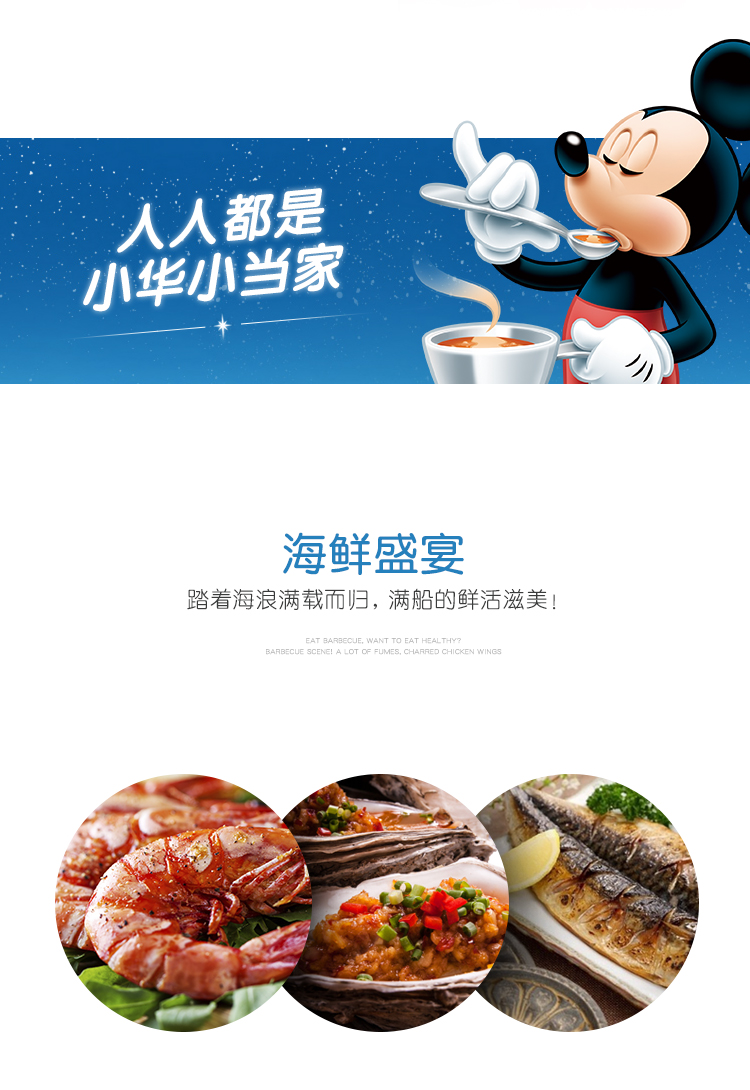 人人都是
小华小当家
海鲜盛宴
踏着海浪满载而归，满船的鲜活滋美！
EAT BARBECUE, WANT TO EAT HEALTHY?
BARBECUE SCENE! A LOT OF FUMES, CHARRED CHICKEN WINGS